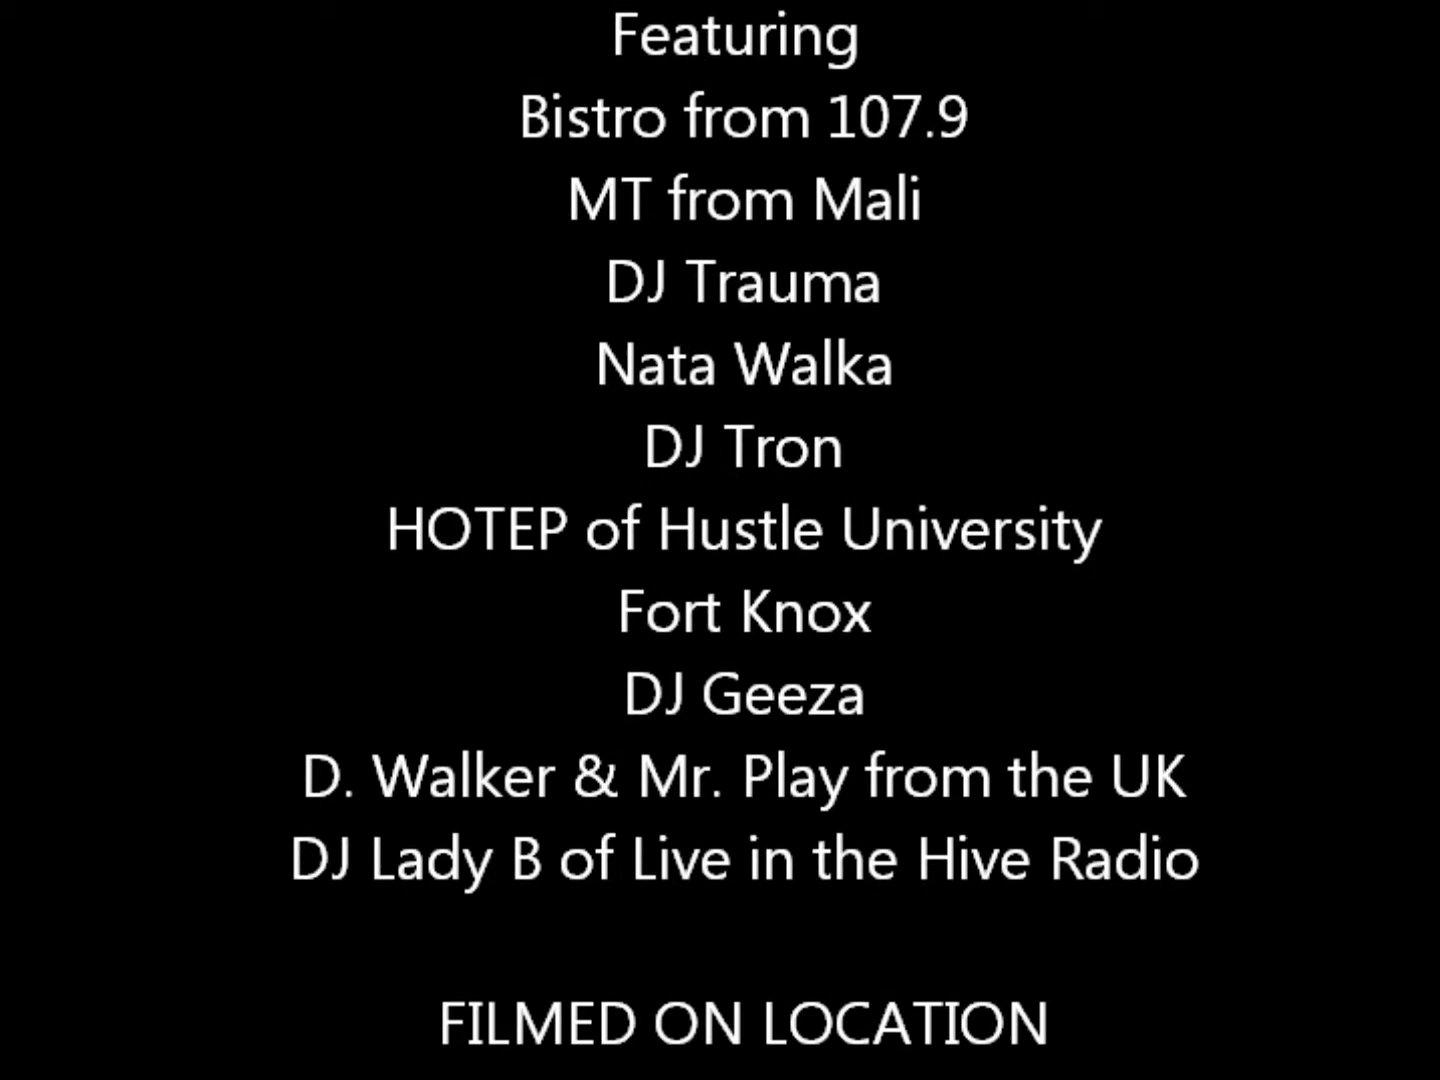 Featuring
Bistro from 107.9
MT from Mali
DJ Trauma
Nata Walka
DJ Tron
HOTEP of Hustle University
Fort Knox
DJ Geeza
D. Walker & Mr. Play from the UK
DJ Lady B of Live in the Hive Radio
FILMED ON LOCATION